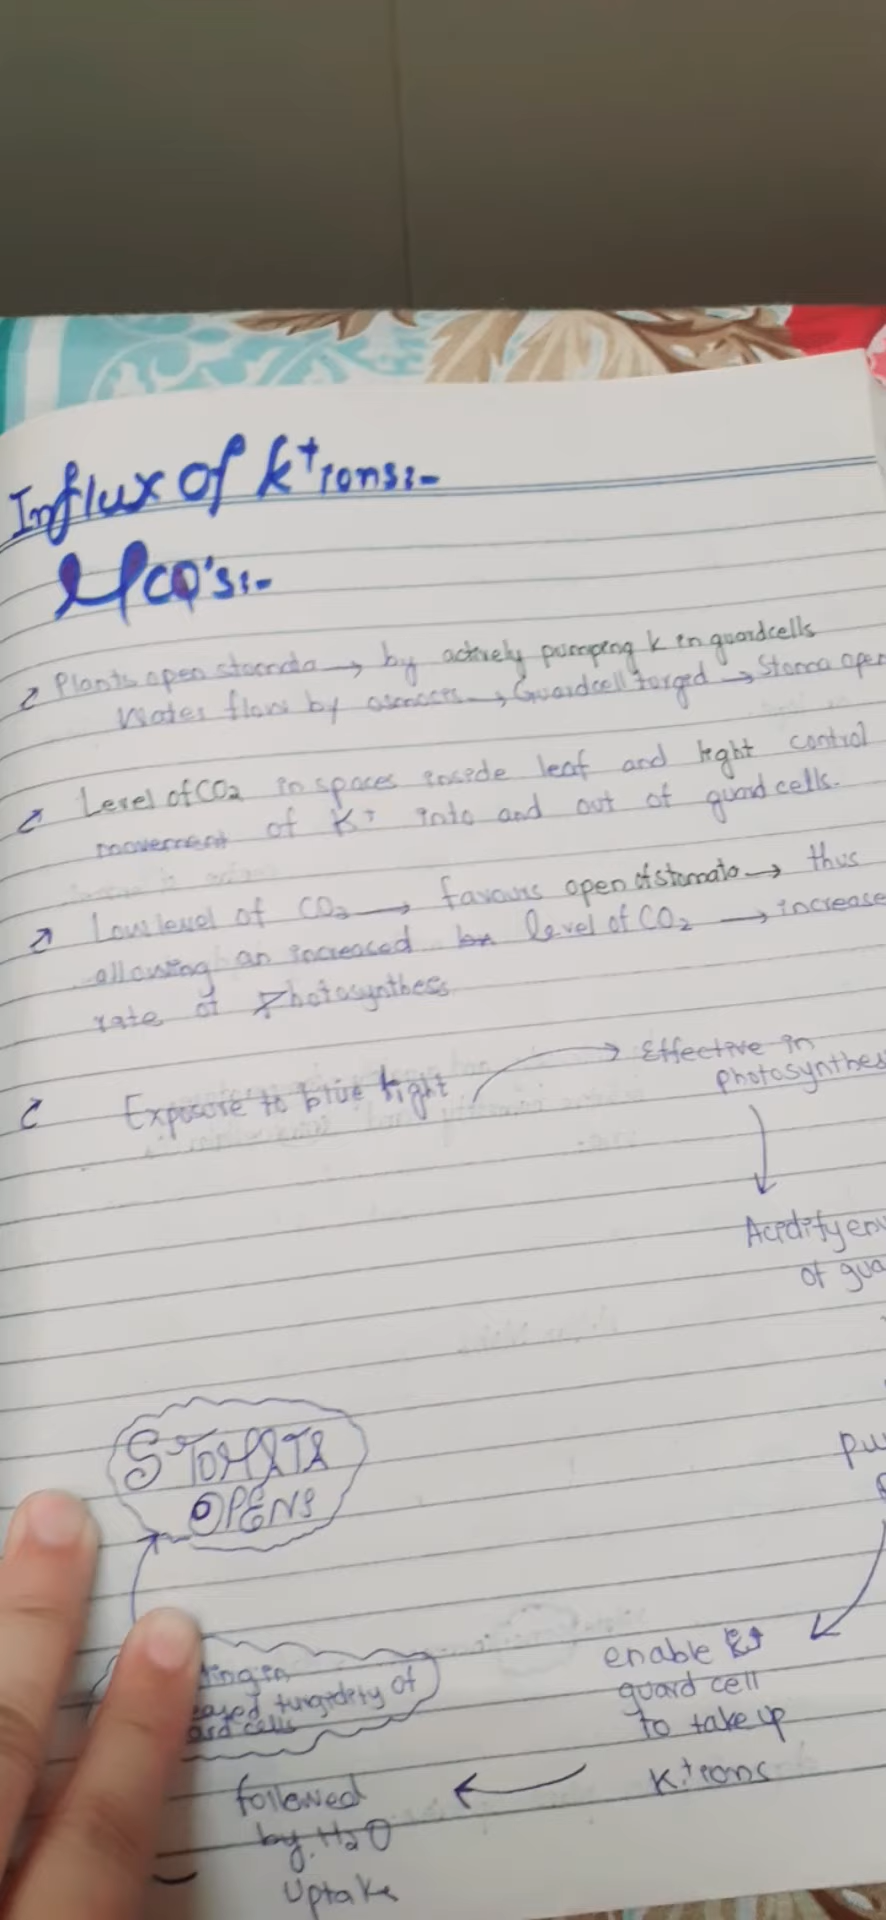 Influx of K+ ions:-
MCQ's:-
Plants open stomata → by actively pumping K in guardcells
Water flow by osmosis → Guardcell turged → Stoma open
Level of CO2 in spaces inside leaf and light control
movement of K+ into and out of guard cells.
Low level of CO2 → favours open of stomata → thus
allowing an increased level of CO2 → increase
rate of Photosynthesis
Exposure to blue light → Effective in
photosynthes
Acidify
of gua
STOMATA
OPENS
pu
enable
guard cell
to take up
K+ ions
turgidity of
followed
by H2O
Uptake